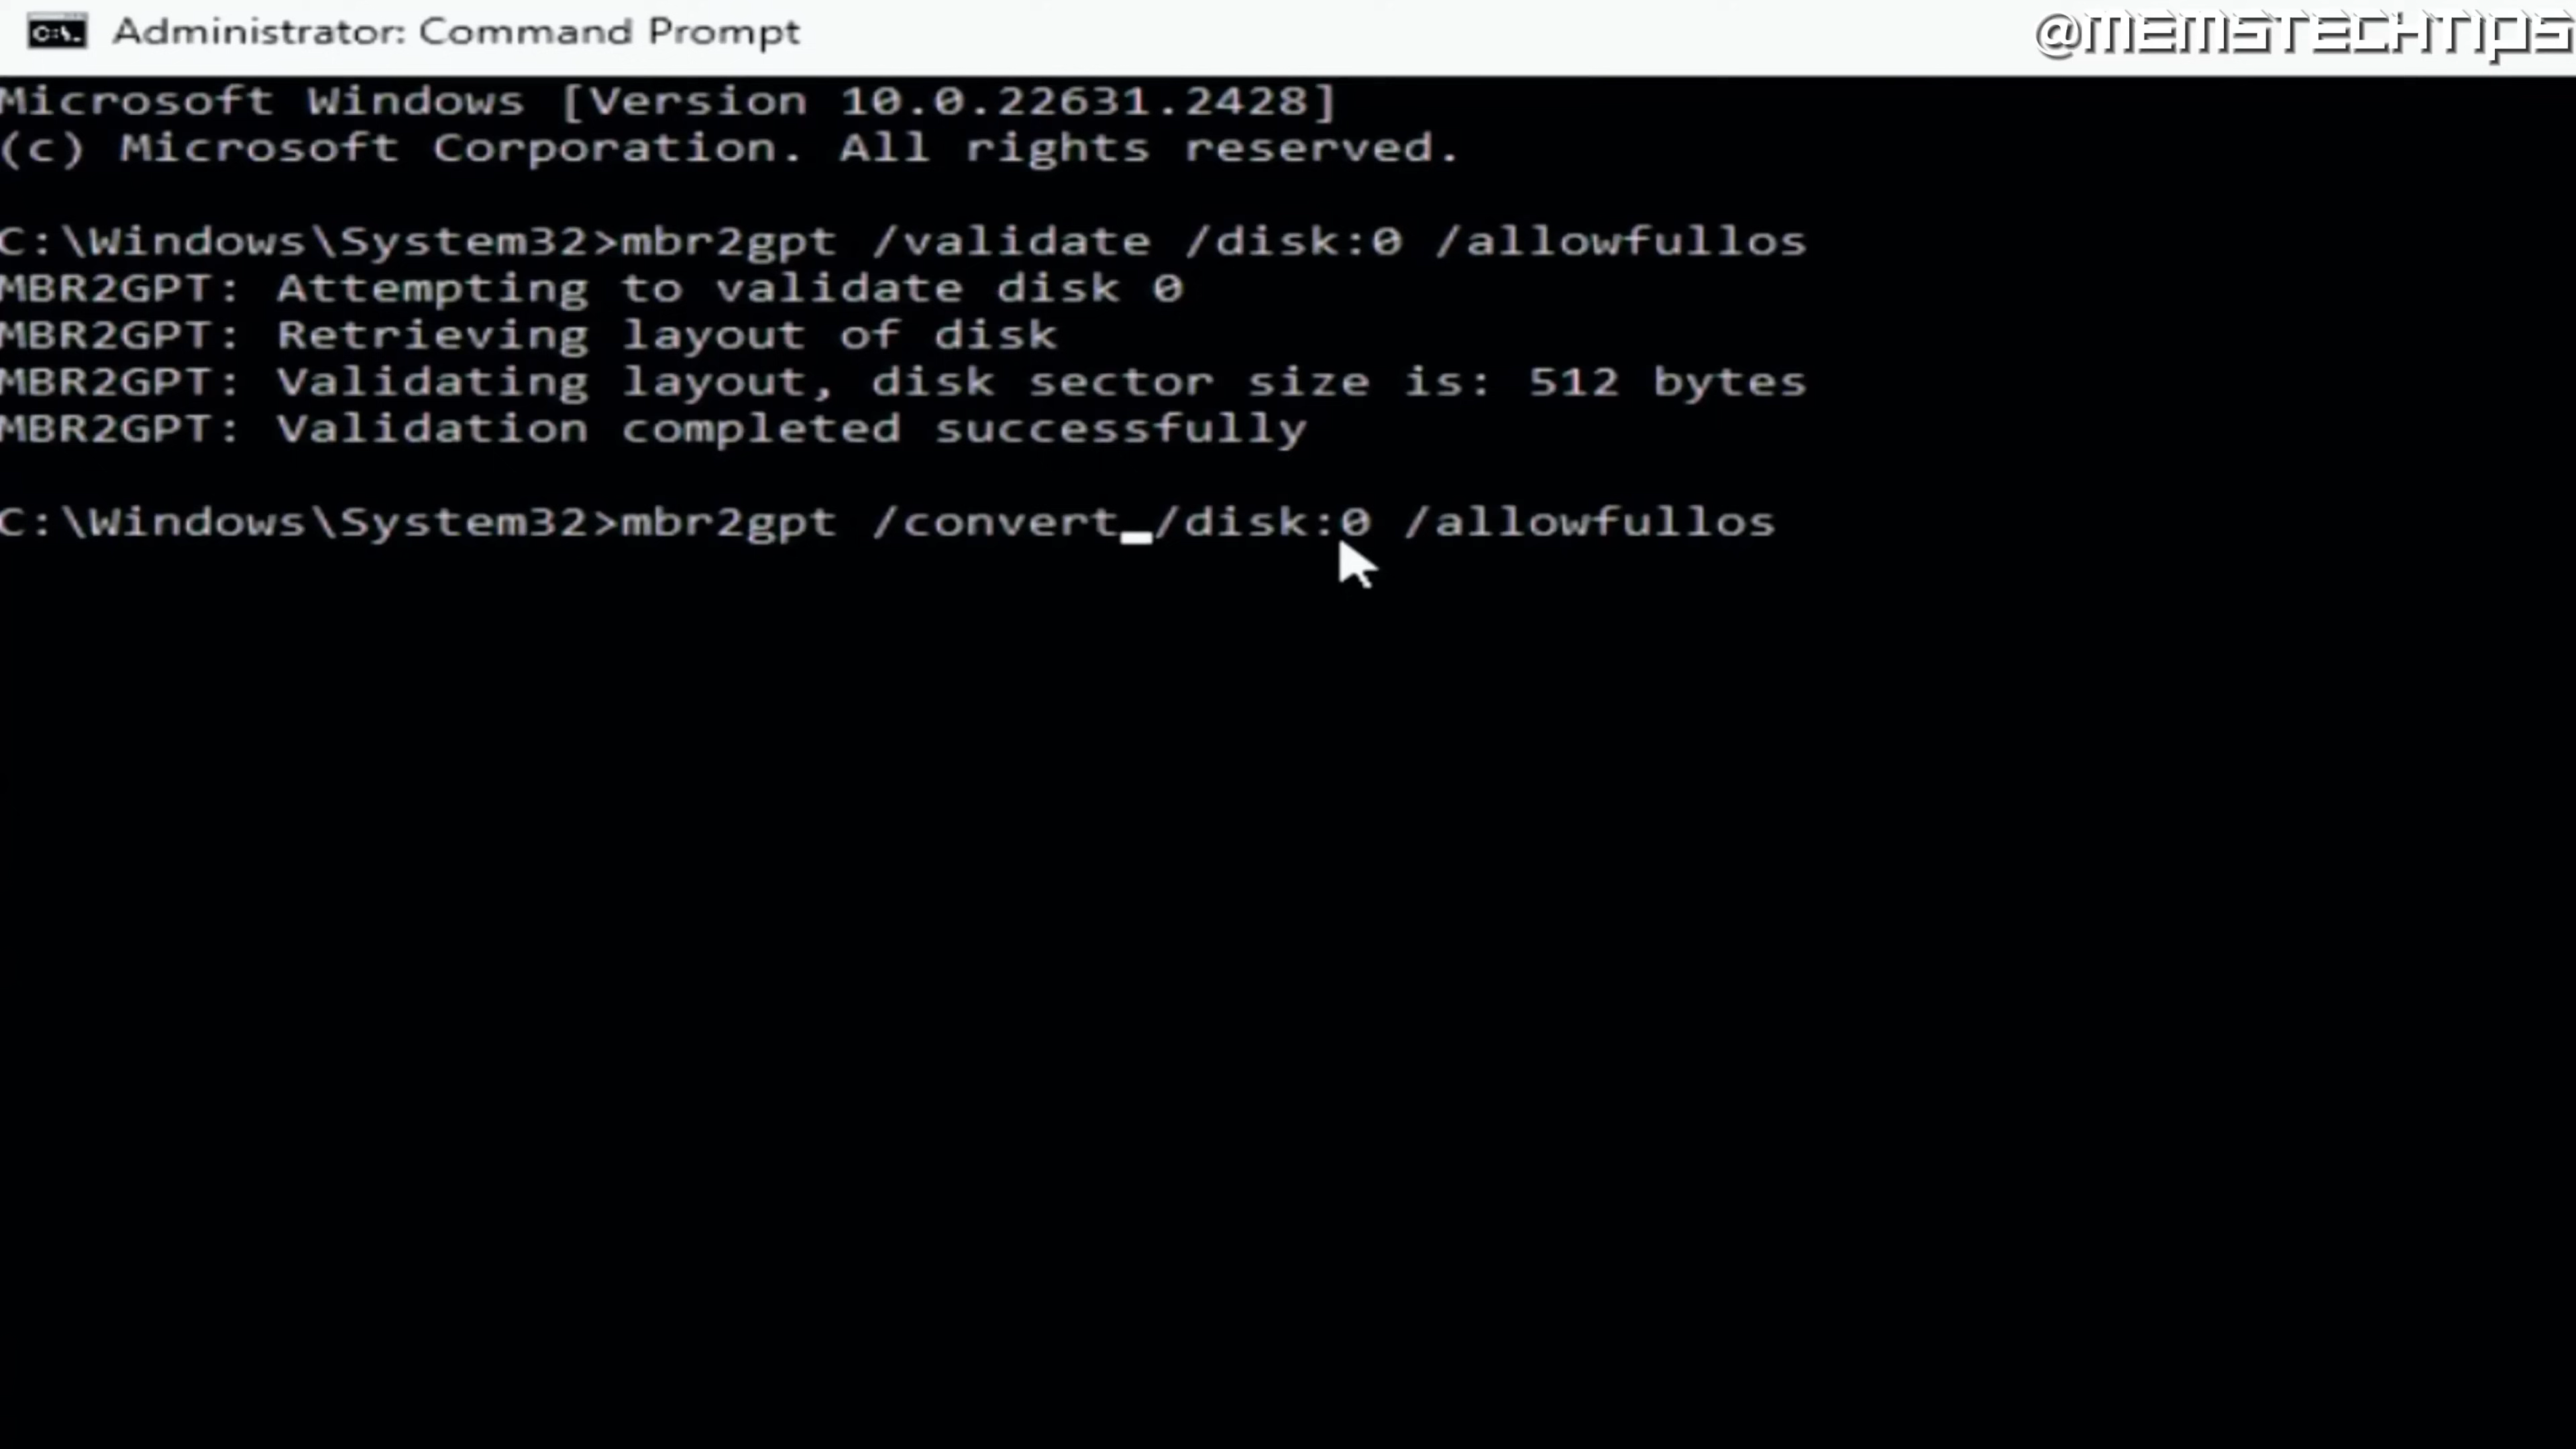 Administrator: Command Prompt
@MEMSTECHTIPS
Microsoft Windows [Version 10.0.22631.2428]
(c) Microsoft Corporation. All rights reserved.
C:\Windows\System32>mbr2gpt /validate /disk:0 /allowfullos
MBR2GPT: Attempting to validate disk 0
MBR2GPT: Retrieving layout of disk
MBR2GPT: Validating layout, disk sector size is: 512 bytes
MBR2GPT: Validation completed successfully
C:\Windows\System32>mbr2gpt /convert /disk:0 /allowfullos